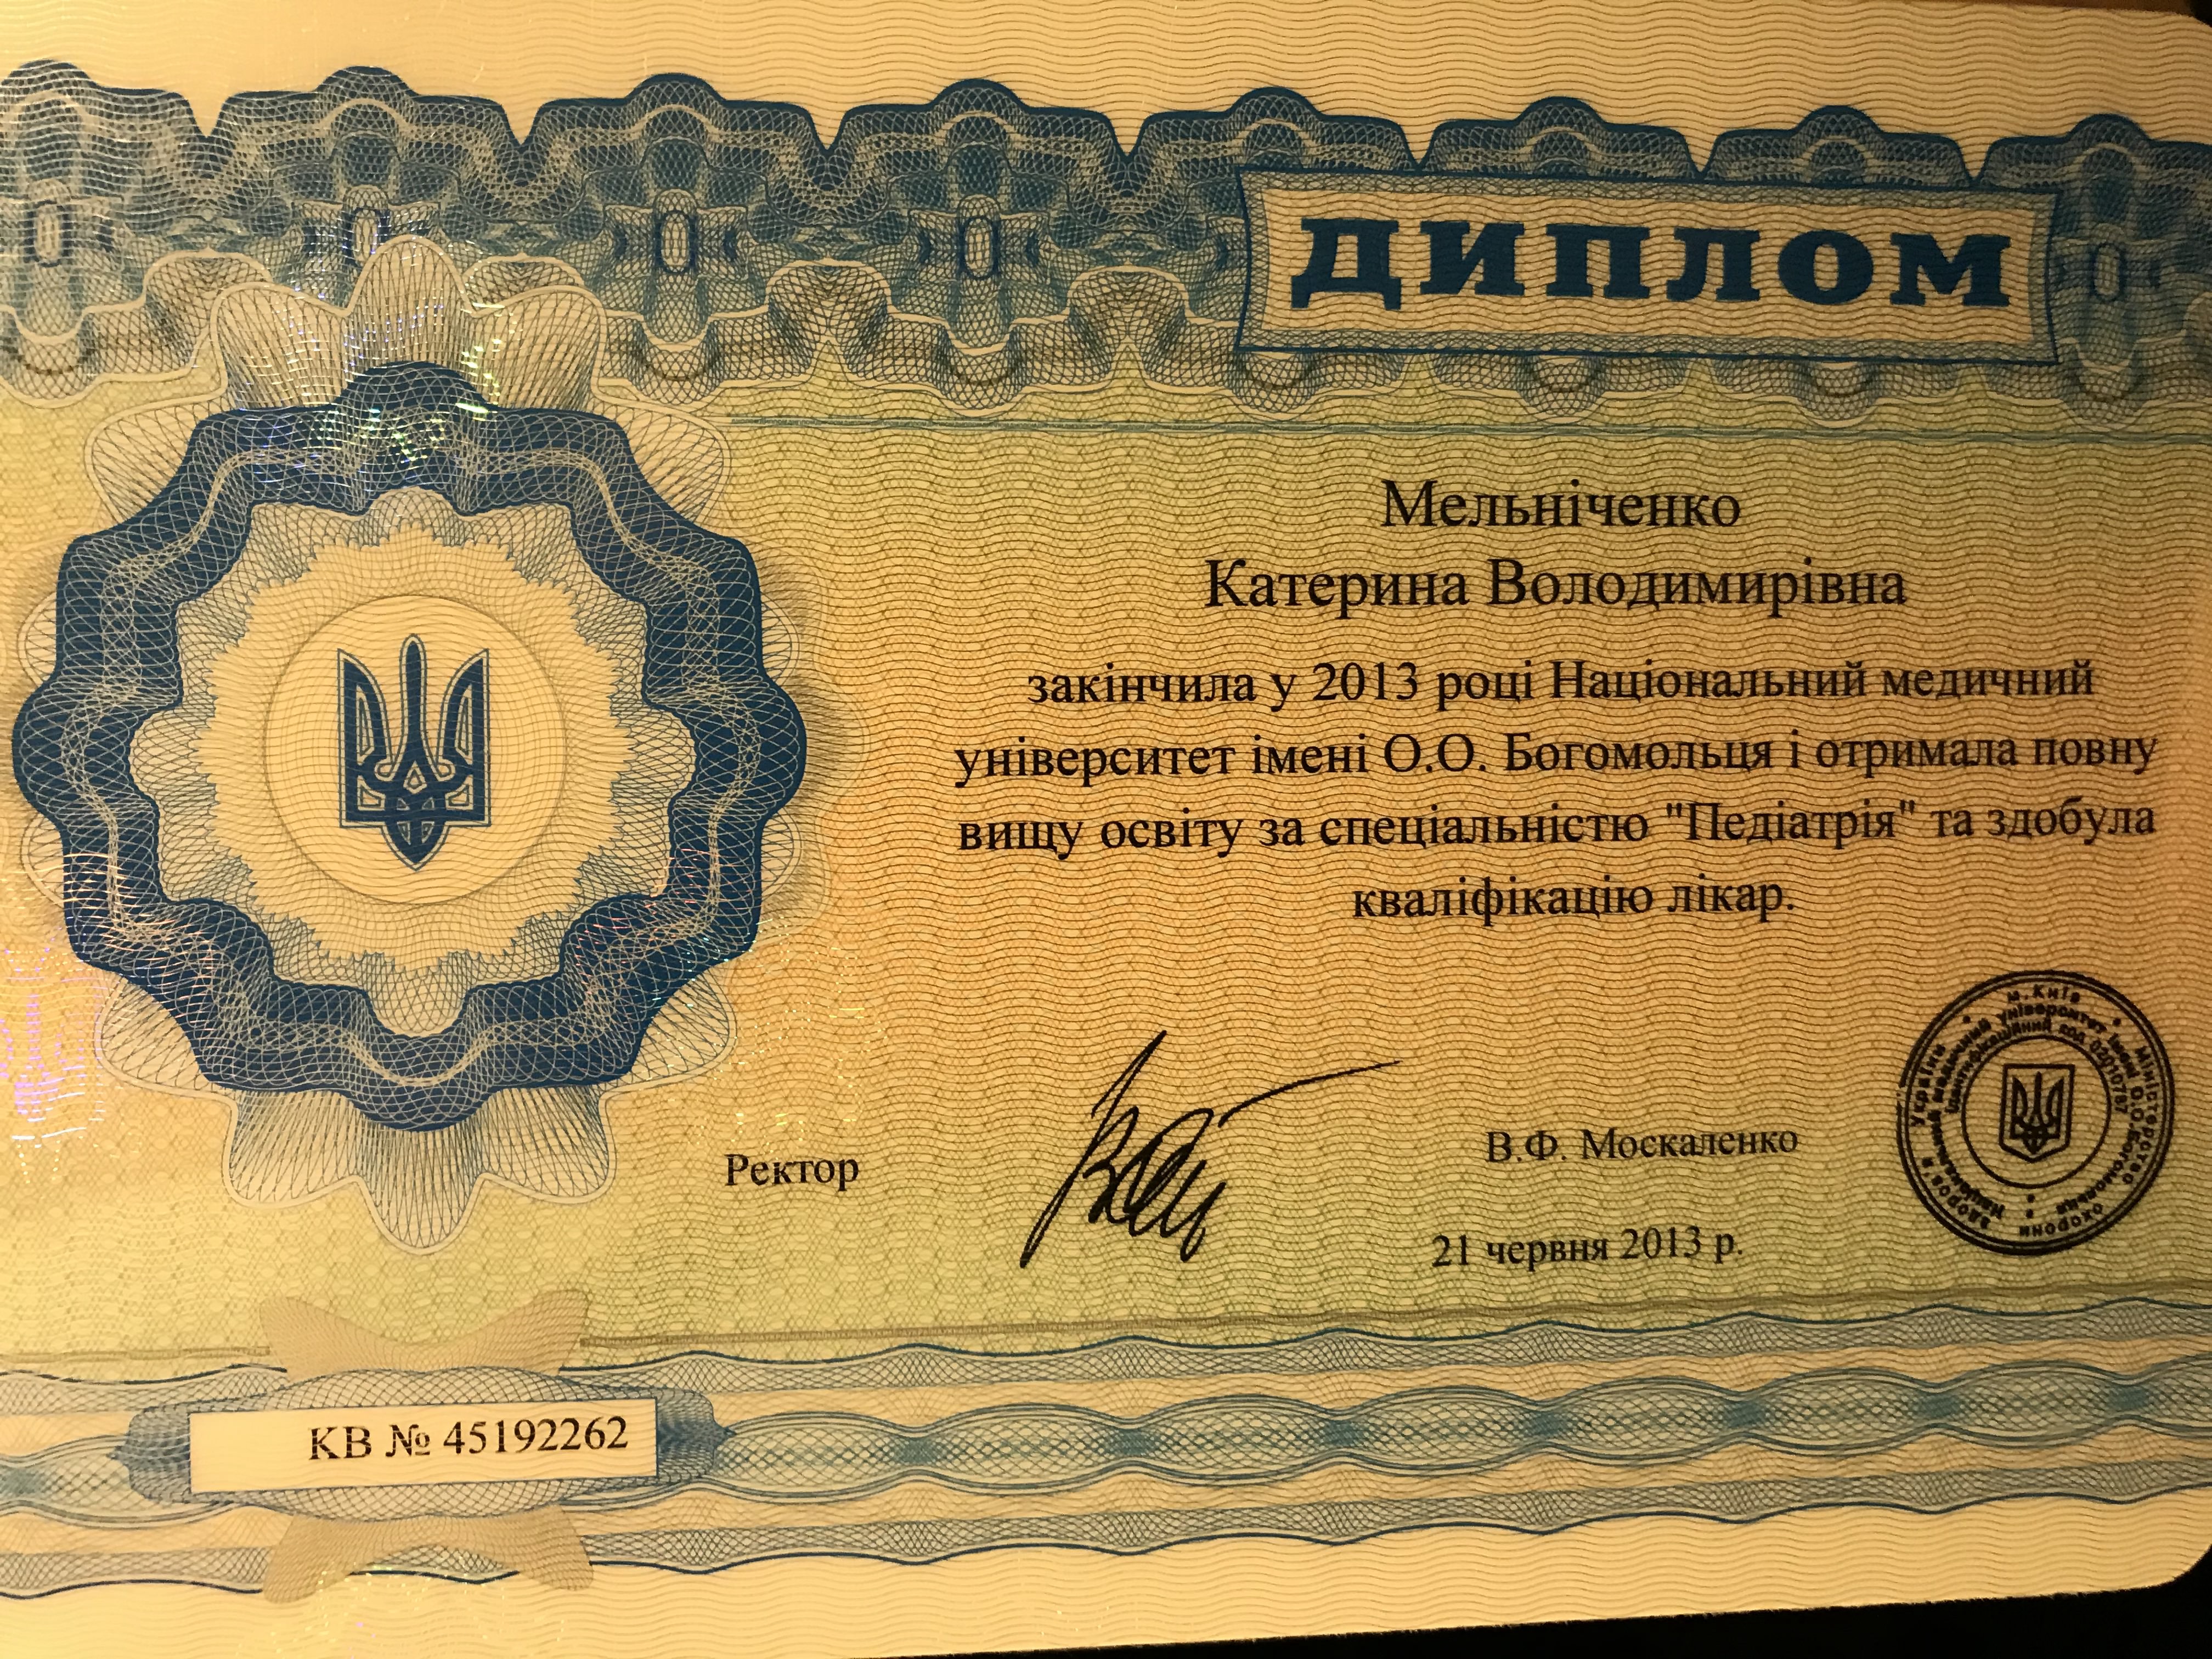 ДИПЛОМ
Мельніченко
Катерина Володимирівна
закінчила у 2013 році Національний медичний
університет імені О.О. Богомольця і отримала повну
вищу освіту за спеціальністю "Педіатрія" та здобула
кваліфікацію лікар.
Ректор
В.Ф. Москаленко
21 червня 2013 р.
м.Київ
Міністерство охорони здоров'я України
Національний медичний університет імені О.О.Богомольця
Ідентифікаційний код 02010787
КВ № 45192262